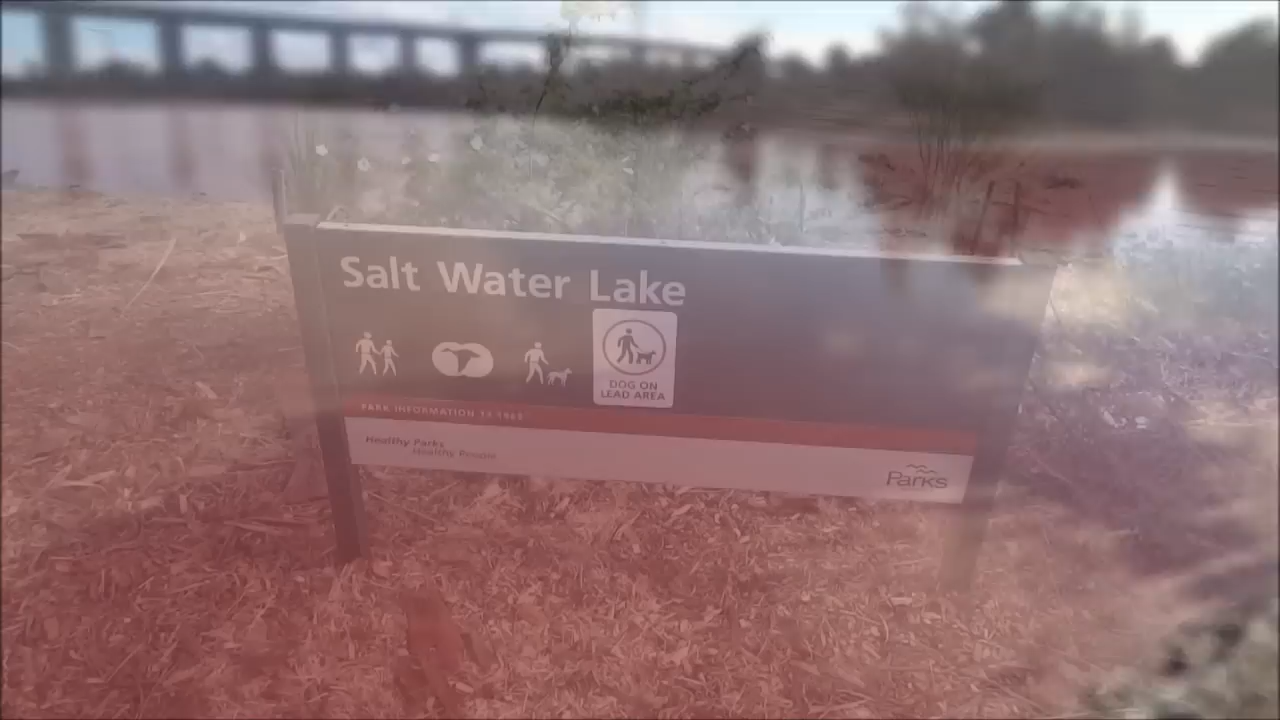 Salt Water Lake
DOG ON
LEAD AREA
PARK INFORMATION 13 1963
Healthy Parks
Healthy People
Parks